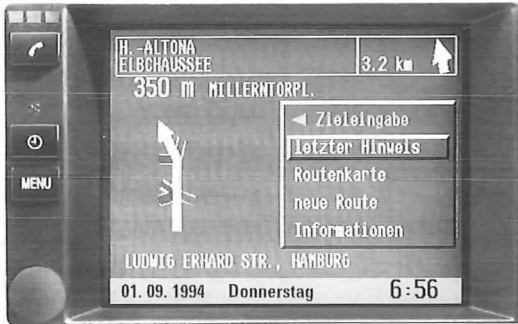 H.-ALTONA
ELBCHAUSSEE
3.2 km
350 m MILLERNTORPL.
◄ Zieleingabe
letzter Hinweis
Routenkarte
neue Route
Informationen
MENU
LUDWIG ERHARD STR., HAMBURG
01.09.1994 Donnerstag 6:56